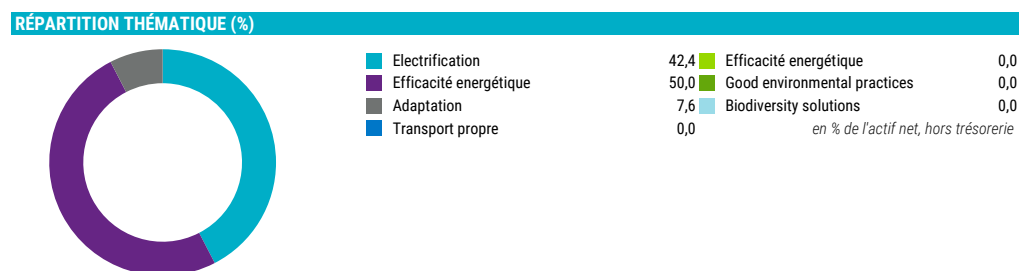 RÉPARTITION THÉMATIQUE (%)
Electrification 42,4
Efficacité energétique 50,0
Adaptation 7,6
Transport propre 0,0
Efficacité energétique 0,0
Good environmental practices 0,0
Biodiversity solutions 0,0
en % de l'actif net, hors trésorerie